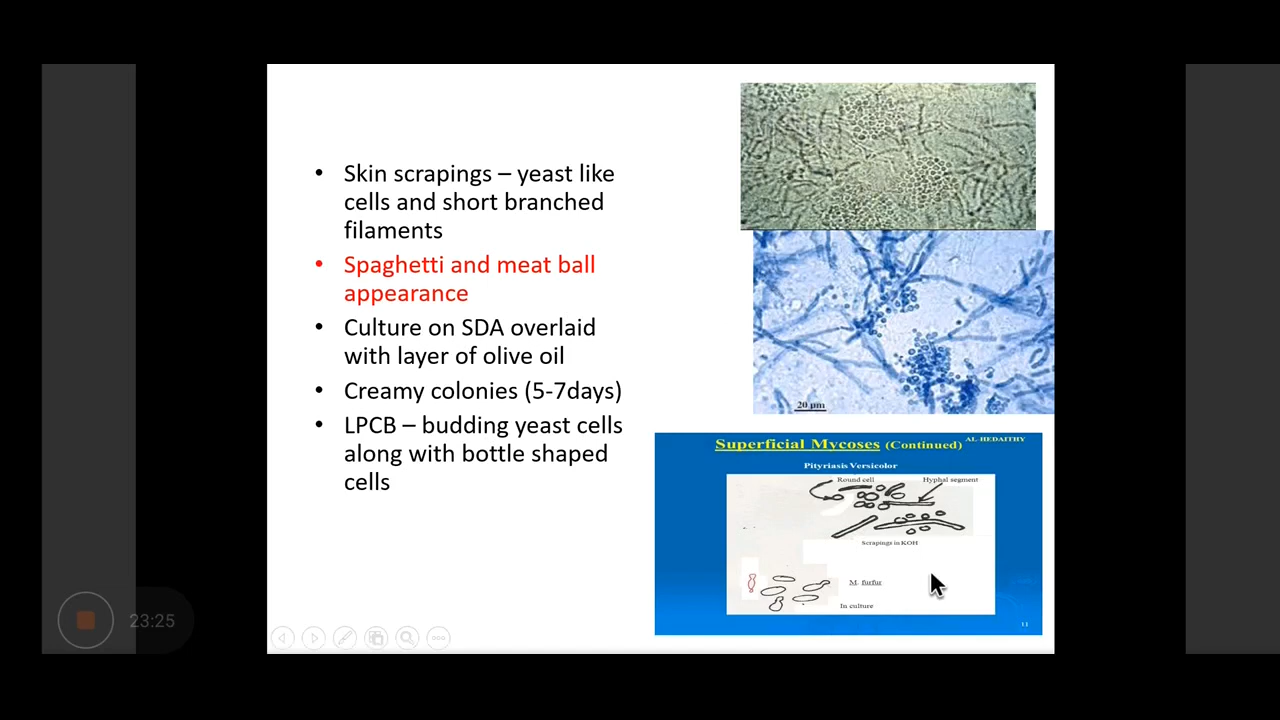 • Skin scrapings – yeast like
cells and short branched
filaments
• Spaghetti and meat ball
appearance
• Culture on SDA overlaid
with layer of olive oil
• Creamy colonies (5-7days)
• LPCB – budding yeast cells
along with bottle shaped
cells
20 µm
Superficial Mycoses (Continued) AL HEDAITHY
Pityriasis Versicolor
Round cell Hyphal segment
Scrapings in KOH
M. furfur
In culture
11
23:25